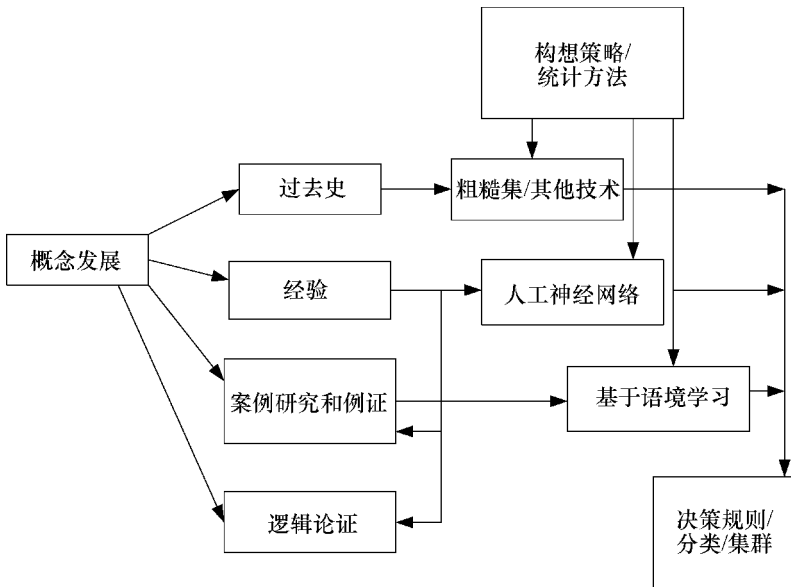 构想策略/
统计方法
过去史
粗糙集/其他技术
概念发展
经验
人工神经网络
案例研究和例证
基于语境学习
逻辑论证
决策规则/
分类/集群